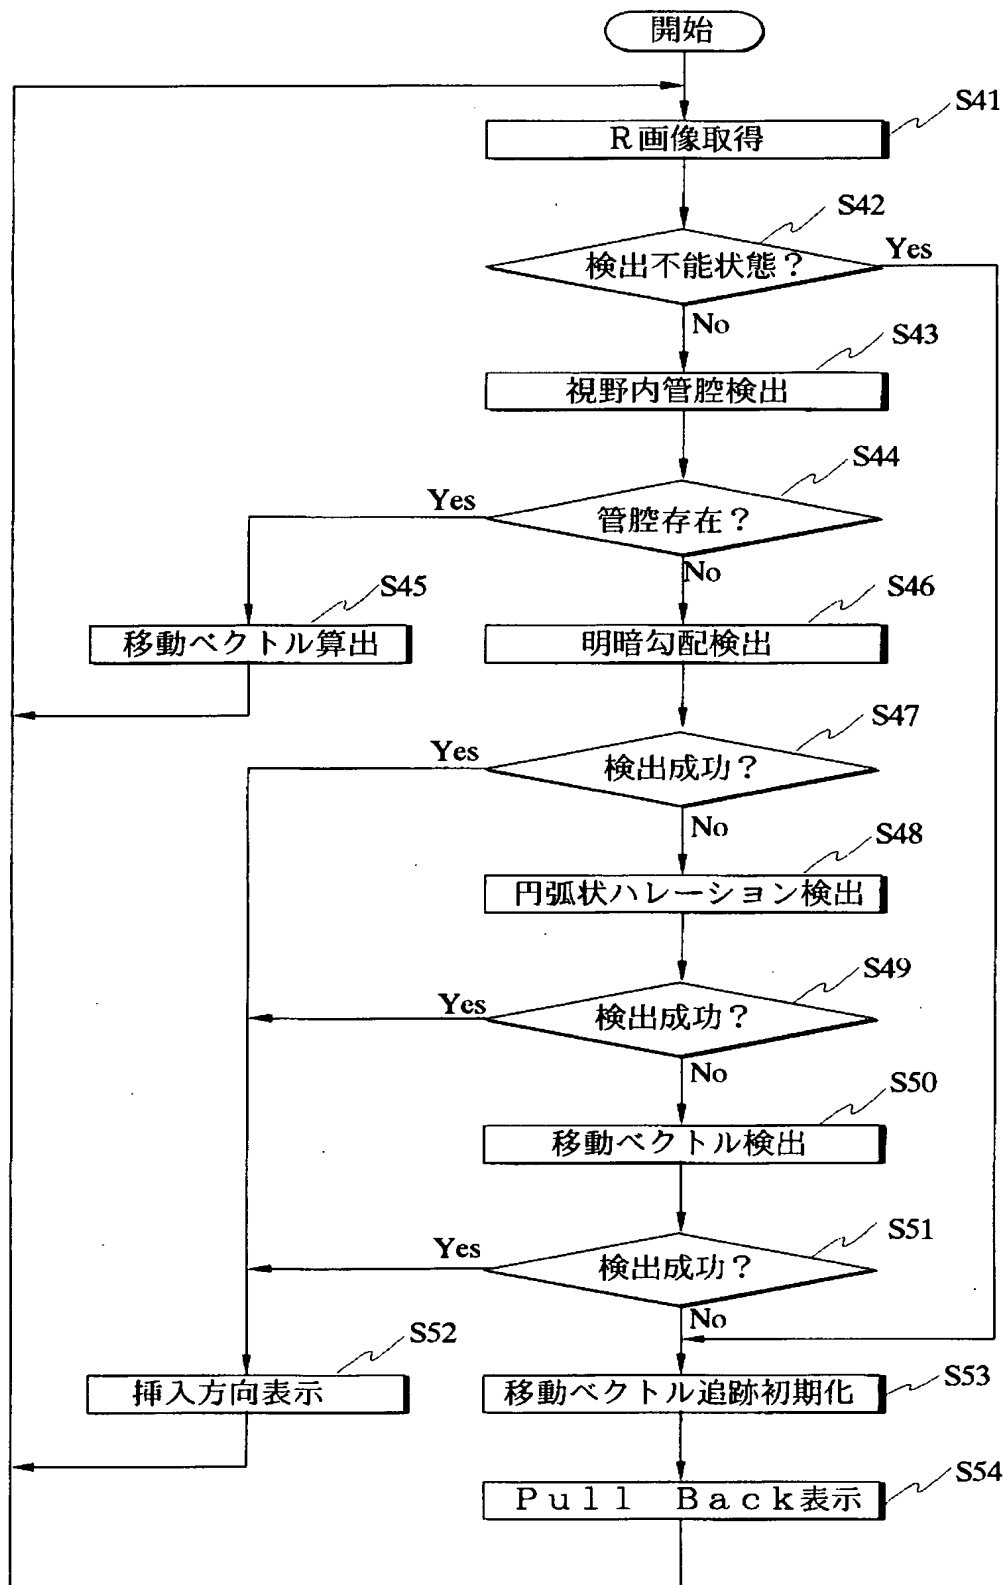 開始
S41
R画像取得
S42
検出不能状態？
Yes
No
S43
視野内管腔検出
S44
管腔存在？
Yes
No
S45
移動ベクトル算出
S46
明暗勾配検出
S47
検出成功？
Yes
No
S48
円弧状ハレーション検出
S49
検出成功？
Yes
No
S50
移動ベクトル検出
S51
検出成功？
Yes
No
S52
挿入方向表示
S53
移動ベクトル追跡初期化
S54
Pull Back表示